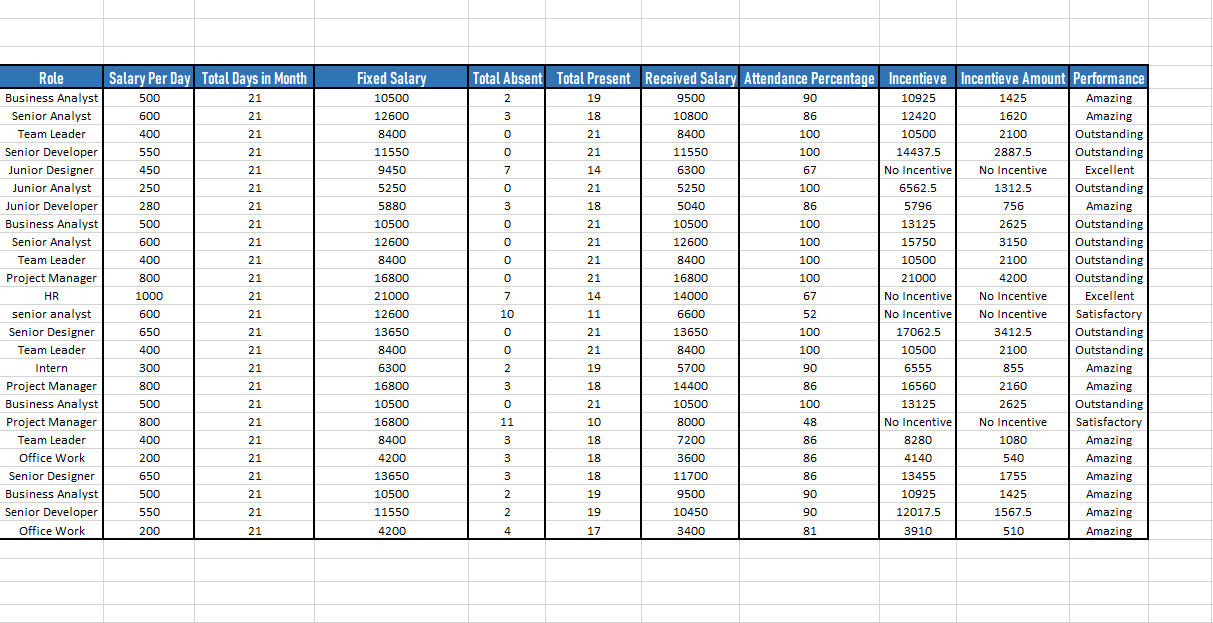 Role Salary Per Day Total Days in Month Fixed Salary Total Absent Total Present Received Salary Attendance Percentage Incentieve Incentieve Amount Performance
Business Analyst 500 21 10500 2 19 9500 90 10925 1425 Amazing
Senior Analyst 600 21 12600 3 18 10800 86 12420 1620 Amazing
Team Leader 400 21 8400 0 21 8400 100 10500 2100 Outstanding
Senior Developer 550 21 11550 0 21 11550 100 14437.5 2887.5 Outstanding
Junior Designer 450 21 9450 7 14 6300 67 No Incentive No Incentive Excellent
Junior Analyst 250 21 5250 0 21 5250 100 6562.5 1312.5 Outstanding
Junior Developer 280 21 5880 3 18 5040 86 5796 756 Amazing
Business Analyst 500 21 10500 0 21 10500 100 13125 2625 Outstanding
Senior Analyst 600 21 12600 0 21 12600 100 15750 3150 Outstanding
Team Leader 400 21 8400 0 21 8400 100 10500 2100 Outstanding
Project Manager 800 21 16800 0 21 16800 100 21000 4200 Outstanding
HR 1000 21 21000 7 14 14000 67 No Incentive No Incentive Excellent
senior analyst 600 21 12600 10 11 6600 52 No Incentive No Incentive Satisfactory
Senior Designer 650 21 13650 0 21 13650 100 17062.5 3412.5 Outstanding
Team Leader 400 21 8400 0 21 8400 100 10500 2100 Outstanding
Intern 300 21 6300 2 19 5700 90 6555 855 Amazing
Project Manager 800 21 16800 3 18 14400 86 16560 2160 Amazing
Business Analyst 500 21 10500 0 21 10500 100 13125 2625 Outstanding
Project Manager 800 21 16800 11 10 8000 48 No Incentive No Incentive Satisfactory
Team Leader 400 21 8400 3 18 7200 86 8280 1080 Amazing
Office Work 200 21 4200 3 18 3600 86 4140 540 Amazing
Senior Designer 650 21 13650 3 18 11700 86 13455 1755 Amazing
Business Analyst 500 21 10500 2 19 9500 90 10925 1425 Amazing
Senior Developer 550 21 11550 2 19 10450 90 12017.5 1567.5 Amazing
Office Work 200 21 4200 4 17 3400 81 3910 510 Amazing